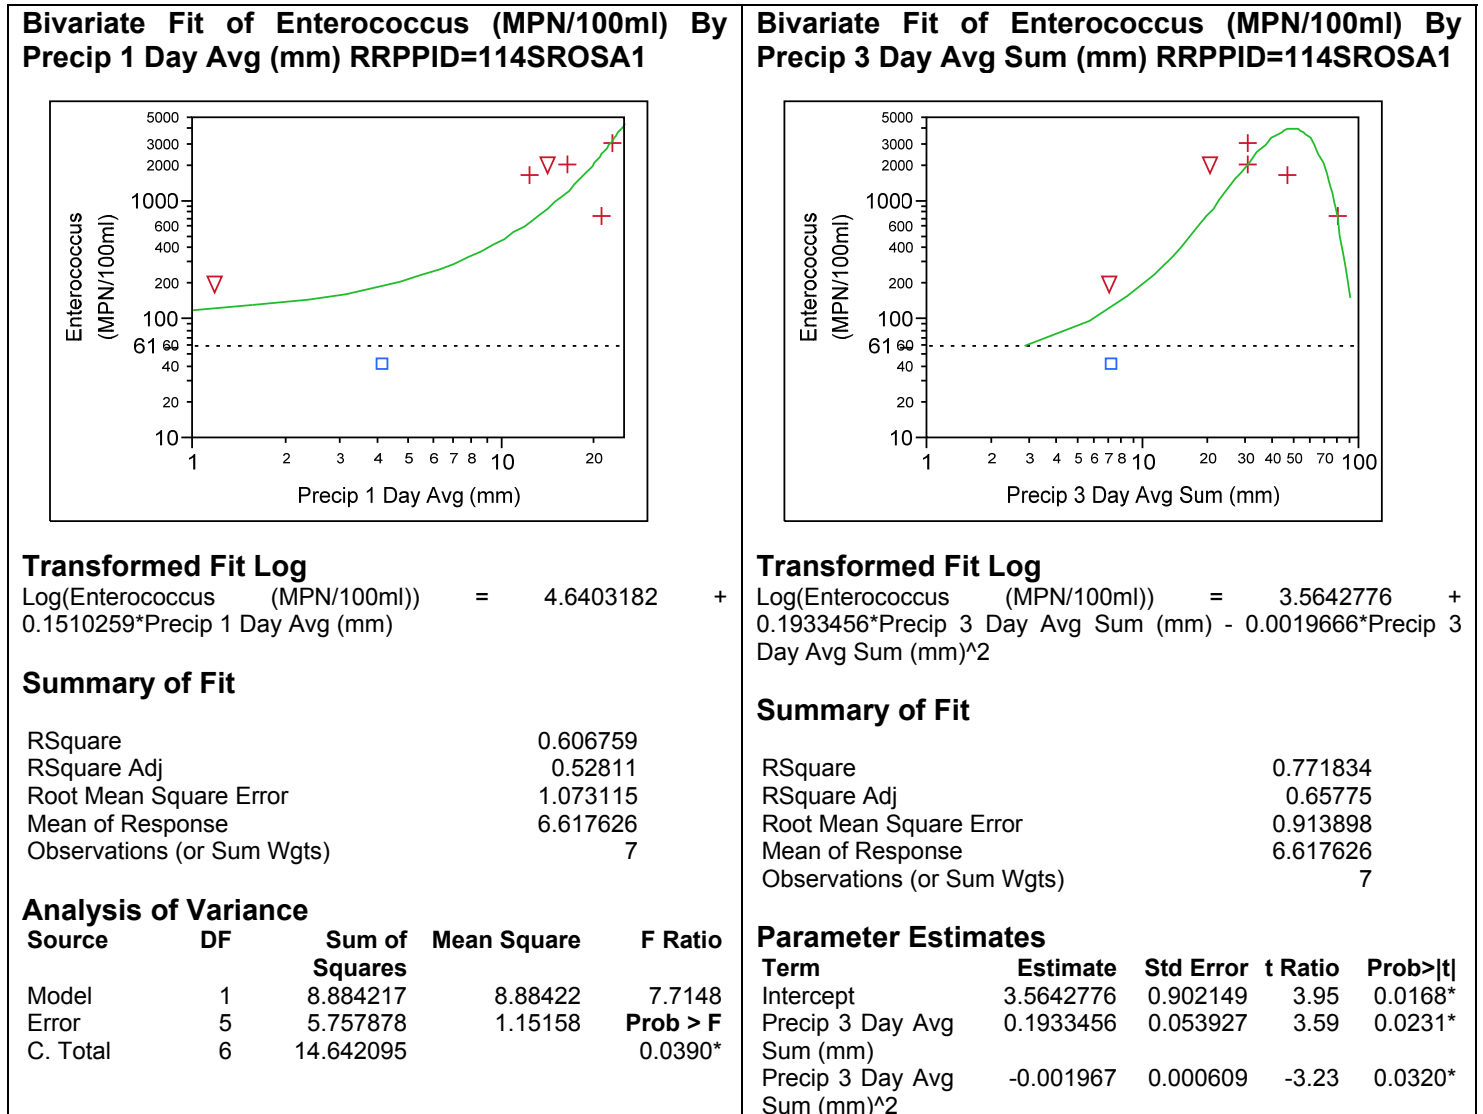 Bivariate Fit of Enterococcus (MPN/100ml) By
Precip 1 Day Avg (mm) RRPPID=114SROSA1
5000
3000
2000
1000
600
400
200
100
61 60
40
20
10
Enterococcus
(MPN/100ml)
1 2 3 4 5 6 7 8 10 20
Precip 1 Day Avg (mm)
Transformed Fit Log
Log(Enterococcus (MPN/100ml)) = 4.6403182 +
0.1510259*Precip 1 Day Avg (mm)
Summary of Fit
RSquare 0.606759
RSquare Adj 0.52811
Root Mean Square Error 1.073115
Mean of Response 6.617626
Observations (or Sum Wgts) 7
Analysis of Variance
Source DF Sum of Mean Square F Ratio
Squares
Model 1 8.884217 8.88422 7.7148
Error 5 5.757878 1.15158 Prob > F
C. Total 6 14.642095 0.0390*
Bivariate Fit of Enterococcus (MPN/100ml) By
Precip 3 Day Avg Sum (mm) RRPPID=114SROSA1
5000
3000
2000
1000
600
400
200
100
61 60
40
20
10
Enterococcus
(MPN/100ml)
1 2 3 4 5 6 7 8 10 20 30 40 50 70 100
Precip 3 Day Avg Sum (mm)
Transformed Fit Log
Log(Enterococcus (MPN/100ml)) = 3.5642776 +
0.1933456*Precip 3 Day Avg Sum (mm) - 0.0019666*Precip 3
Day Avg Sum (mm)^2
Summary of Fit
RSquare 0.771834
RSquare Adj 0.65775
Root Mean Square Error 0.913898
Mean of Response 6.617626
Observations (or Sum Wgts) 7
Parameter Estimates
Term Estimate Std Error t Ratio Prob>|t|
Intercept 3.5642776 0.902149 3.95 0.0168*
Precip 3 Day Avg 0.1933456 0.053927 3.59 0.0231*
Sum (mm)
Precip 3 Day Avg -0.001967 0.000609 -3.23 0.0320*
Sum (mm)^2